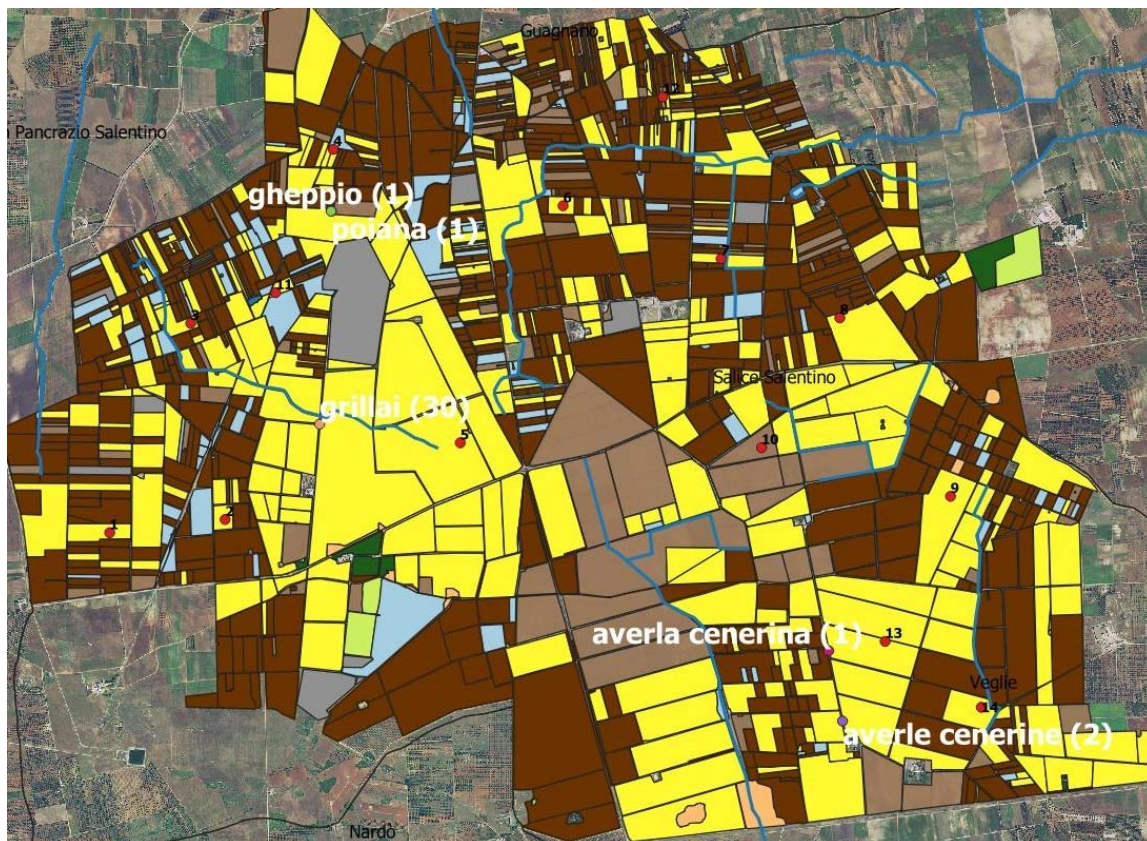 Guagnano
12
n Pancrazio Salentino
4
gheppio (1)
6
poiana (1)
7
11
3
8
Salice Salentino
grillai (30)
5
10
9
2
1
averla cenerina (1)
13
Veglie
14
averle cenerine (2)
Nardò